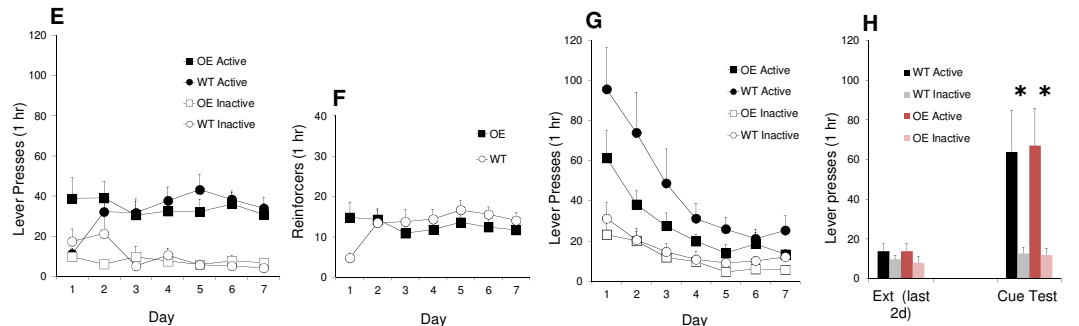 E
120
100
80
60
40
20
0
Lever Presses (1 hr)
OE Active
WT Active
OE Inactive
WT Inactive
1 2 3 4 5 6 7
Day
F
40
30
20
10
0
Reinforcers (1 hr)
OE
WT
1 2 3 4 5 6 7
Day
G
120
100
80
60
40
20
0
Lever Presses (1 hr)
OE Active
WT Active
OE Inactive
WT Inactive
1 2 3 4 5 6 7
Day
H
120
100
80
60
40
20
0
Lever presses (1 hr)
WT Active
WT Inactive
OE Active
OE Inactive
* *
Ext (last
2d)
Cue Test